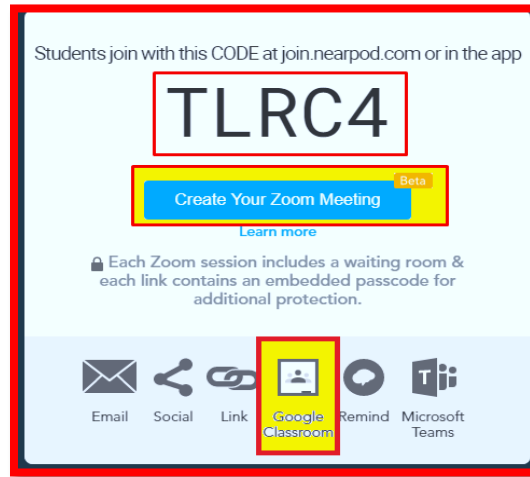 Students join with this CODE at join.nearpod.com or in the app
TLRC4
Beta
Create Your Zoom Meeting
Learn more
Each Zoom session includes a waiting room &
each link contains an embedded passcode for
additional protection.
Email Social Link Google Classroom Remind Microsoft Teams